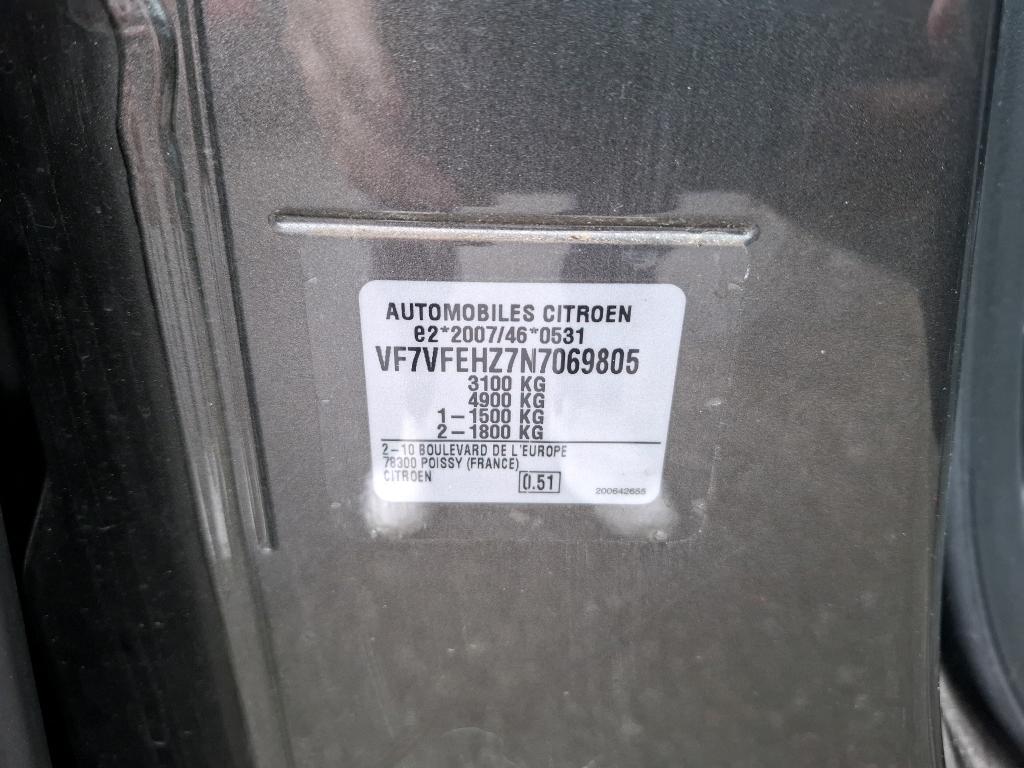 AUTOMOBILES CITROEN
e2*2007/46*0531
VF7VFEHZ7N7069805
3100 KG
4900 KG
1-1500 KG
2-1800 KG
2-10 BOULEVARD DE L'EUROPE
78300 POISSY (FRANCE)
CITROEN
0.51
200642655